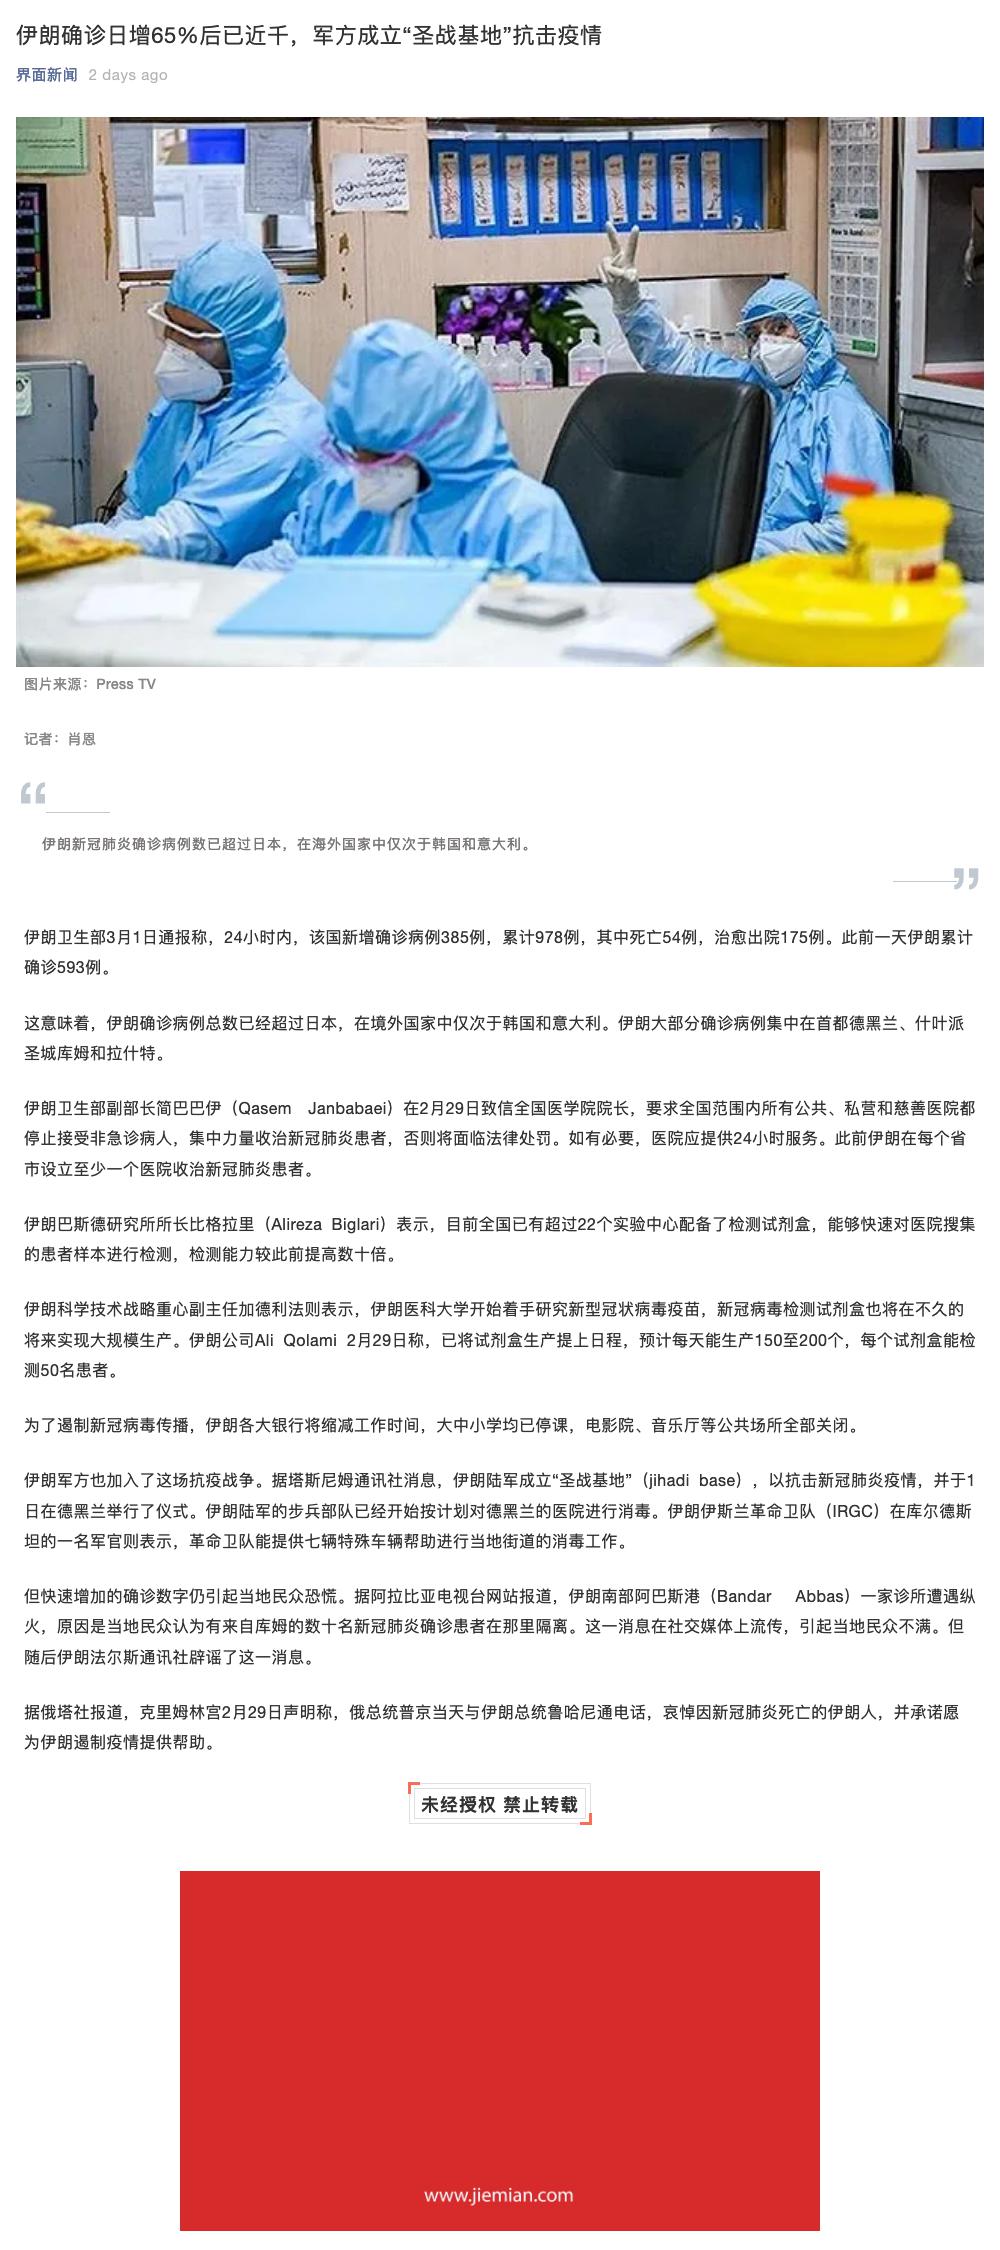 伊朗确诊日增65%后已近千，军方成立“圣战基地”抗击疫情
界面新闻 2 days ago
How to handrub?
图片来源：Press TV
记者：肖恩
伊朗新冠肺炎确诊病例数已超过日本，在海外国家中仅次于韩国和意大利。
伊朗卫生部3月1日通报称，24小时内，该国新增确诊病例385例，累计978例，其中死亡54例，治愈出院175例。此前一天伊朗累计
确诊593例。
这意味着，伊朗确诊病例总数已经超过日本，在境外国家中仅次于韩国和意大利。伊朗大部分确诊病例集中在首都德黑兰、什叶派
圣城库姆和拉什特。
伊朗卫生部副部长简巴巴伊（Qasem Janbabaei）在2月29日致信全国医学院院长，要求全国范围内所有公共、私营和慈善医院都
停止接受非急诊病人，集中力量收治新冠肺炎患者，否则将面临法律处罚。如有必要，医院应提供24小时服务。此前伊朗在每个省
市设立至少一个医院收治新冠肺炎患者。
伊朗巴斯德研究所所长比格拉里（Alireza Biglari）表示，目前全国已有超过22个实验中心配备了检测试剂盒，能够快速对医院搜集
的患者样本进行检测，检测能力较此前提高数十倍。
伊朗科学技术战略重心副主任加德利法则表示，伊朗医科大学开始着手研究新型冠状病毒疫苗，新冠病毒检测试剂盒也将在不久的
将来实现大规模生产。伊朗公司Ali Qolami 2月29日称，已将试剂盒生产提上日程，预计每天能生产150至200个，每个试剂盒能检
测50名患者。
为了遏制新冠病毒传播，伊朗各大银行将缩减工作时间，大中小学均已停课，电影院、音乐厅等公共场所全部关闭。
伊朗军方也加入了这场抗疫战争。据塔斯尼姆通讯社消息，伊朗陆军成立“圣战基地”（jihadi base），以抗击新冠肺炎疫情，并于1
日在德黑兰举行了仪式。伊朗陆军的步兵部队已经开始按计划对德黑兰的医院进行消毒。伊朗伊斯兰革命卫队（IRGC）在库尔德斯
坦的一名军官则表示，革命卫队能提供七辆特殊车辆帮助进行当地街道的消毒工作。
但快速增加的确诊数字仍引起当地民众恐慌。据阿拉比亚电视台网站报道，伊朗南部阿巴斯港（Bandar Abbas）一家诊所遭遇纵
火，原因是当地民众认为有来自库姆的数十名新冠肺炎确诊患者在那里隔离。这一消息在社交媒体上流传，引起当地民众不满。但
随后伊朗法尔斯通讯社辟谣了这一消息。
据俄塔社报道，克里姆林宫2月29日声明称，俄总统普京当天与伊朗总统鲁哈尼通电话，哀悼因新冠肺炎死亡的伊朗人，并承诺愿
为伊朗遏制疫情提供帮助。
未经授权 禁止转载
www.jiemian.com